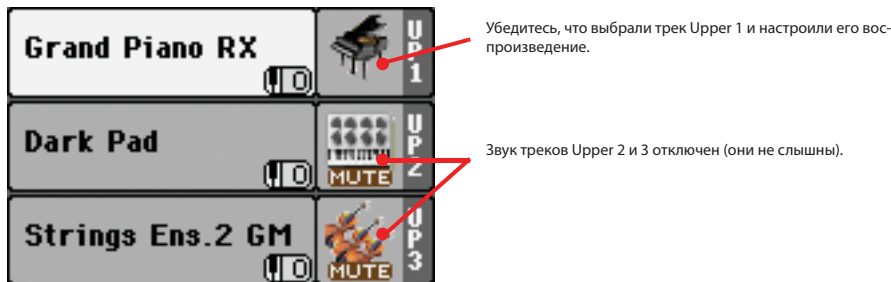 Grand Piano RX
0
UP1
Убедитесь, что выбрали трек Upper 1 и настроили его вос-
произведение.
Dark Pad
0
MUTE
UP2
Звук треков Upper 2 и 3 отключен (они не слышны).
Strings Ens.2 GM
0
MUTE
UP3